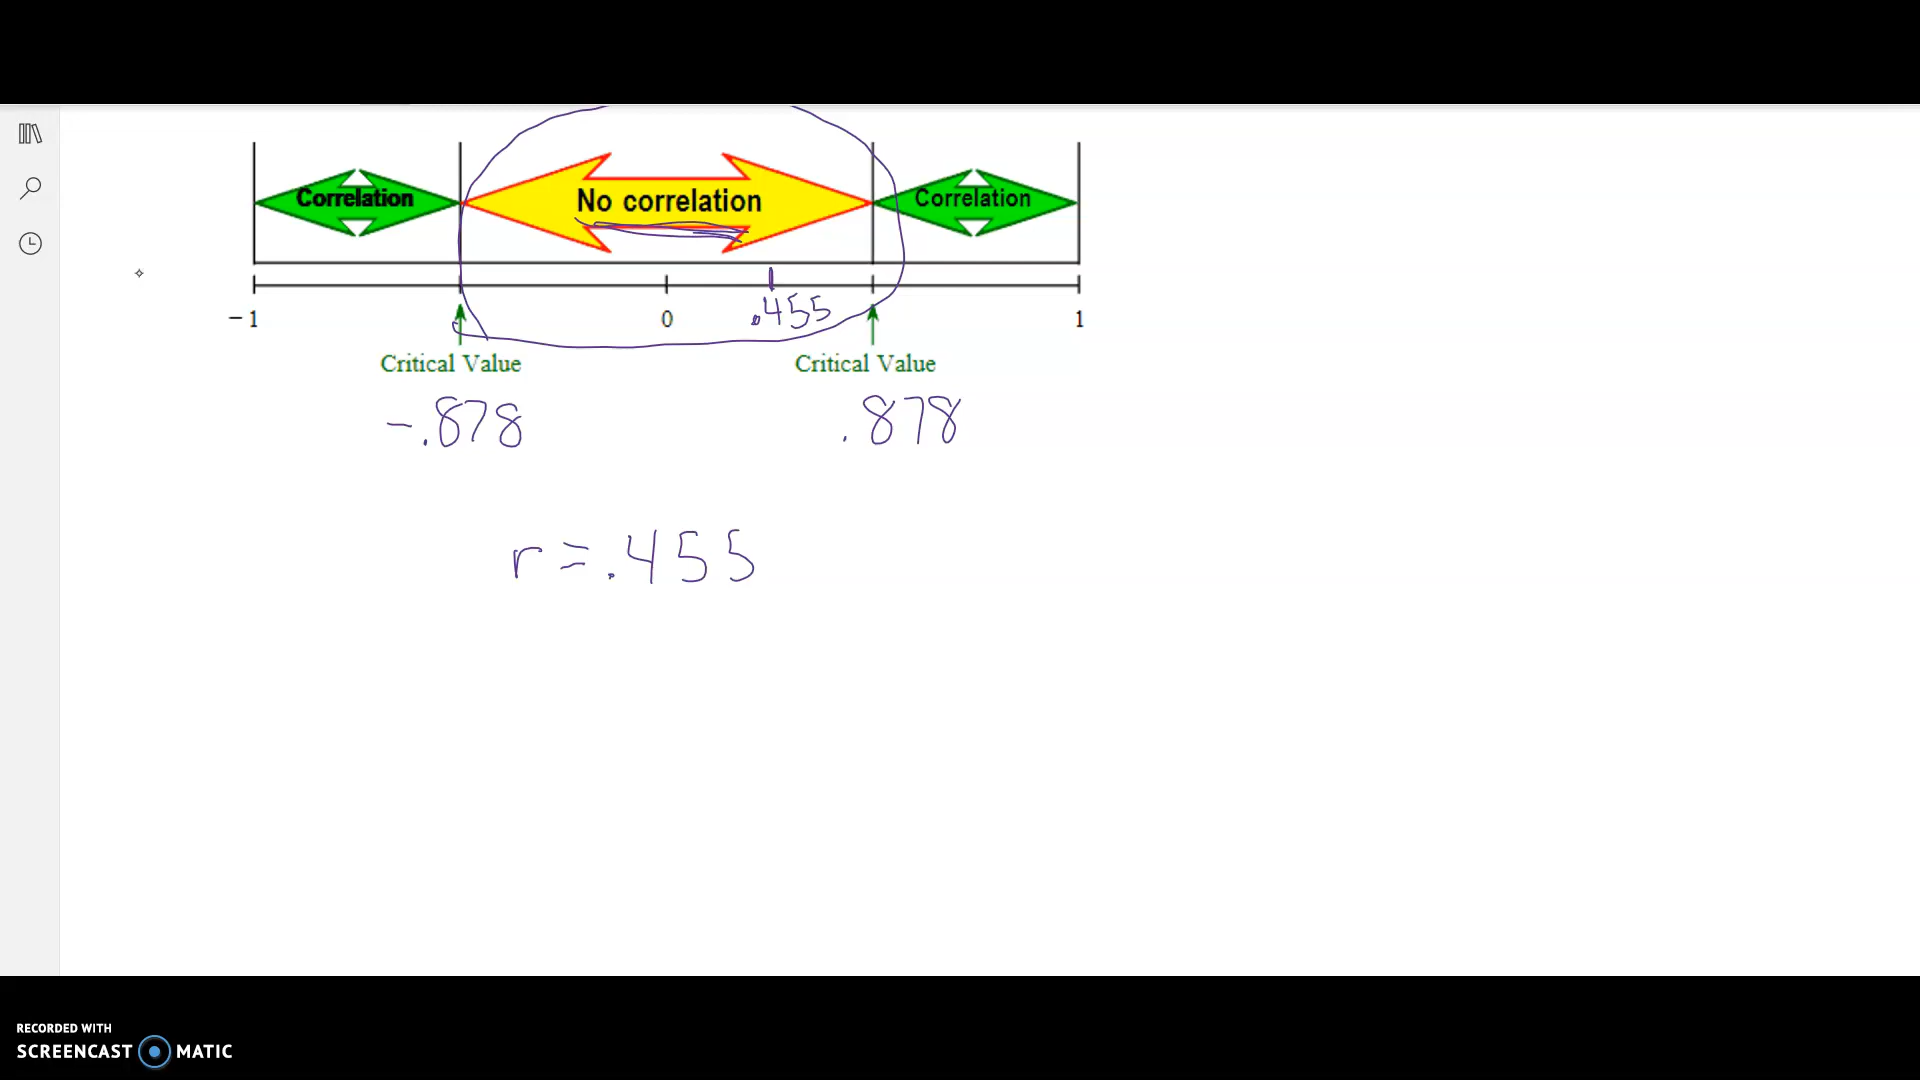 Correlation No correlation Correlation
.455
−1 0 1
Critical Value Critical Value
-.878 .878
r=.455
RECORDED WITH
SCREENCAST MATIC